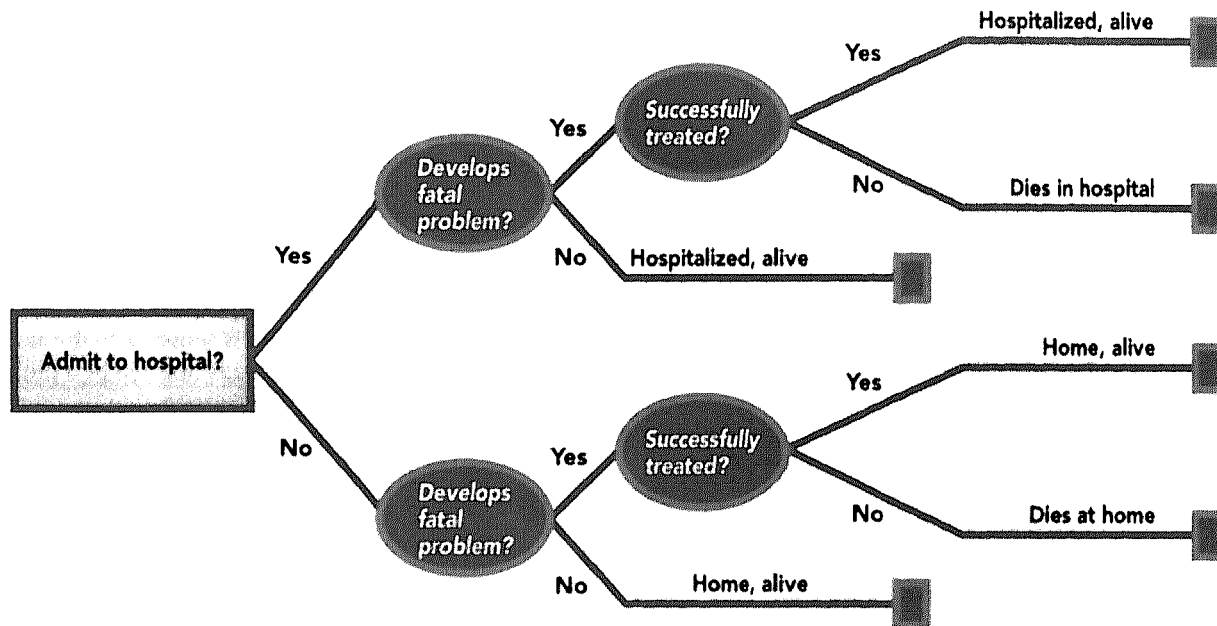 Hospitalized, alive
Yes
Successfully
treated?
Yes
No
Dies in hospital
Develops
fatal
problem?
Yes
No
Hospitalized, alive
Admit to hospital?
Home, alive
Yes
No
Successfully
treated?
Yes
No
Dies at home
Develops
fatal
problem?
No
Home, alive